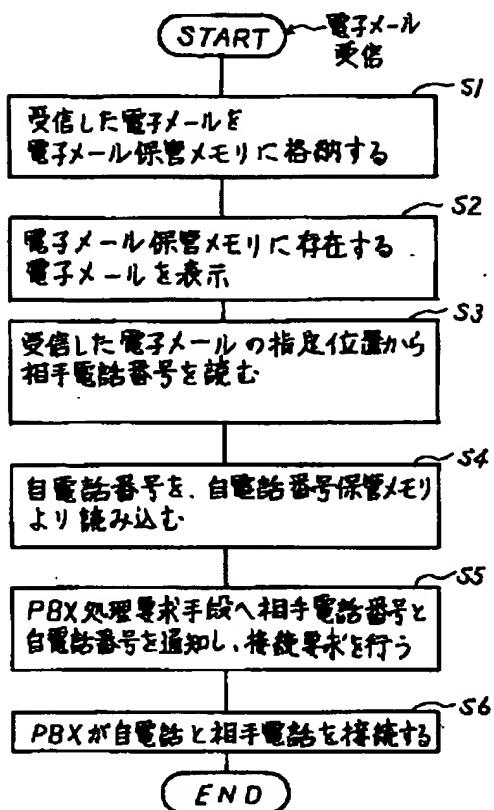 START
電子メール
受信
S1
受信した電子メールを
電子メール保管メモリに格納する
S2
電子メール保管メモリに存在する
電子メールを表示
S3
受信した電子メールの指定位置から
相手電話番号を読む
S4
自電話番号を、自電話番号保管メモリ
より読み込む
S5
PBX処理要求手段へ相手電話番号と
自電話番号を通知し、接続要求を行う
S6
PBXが自電話と相手電話を接続する
END